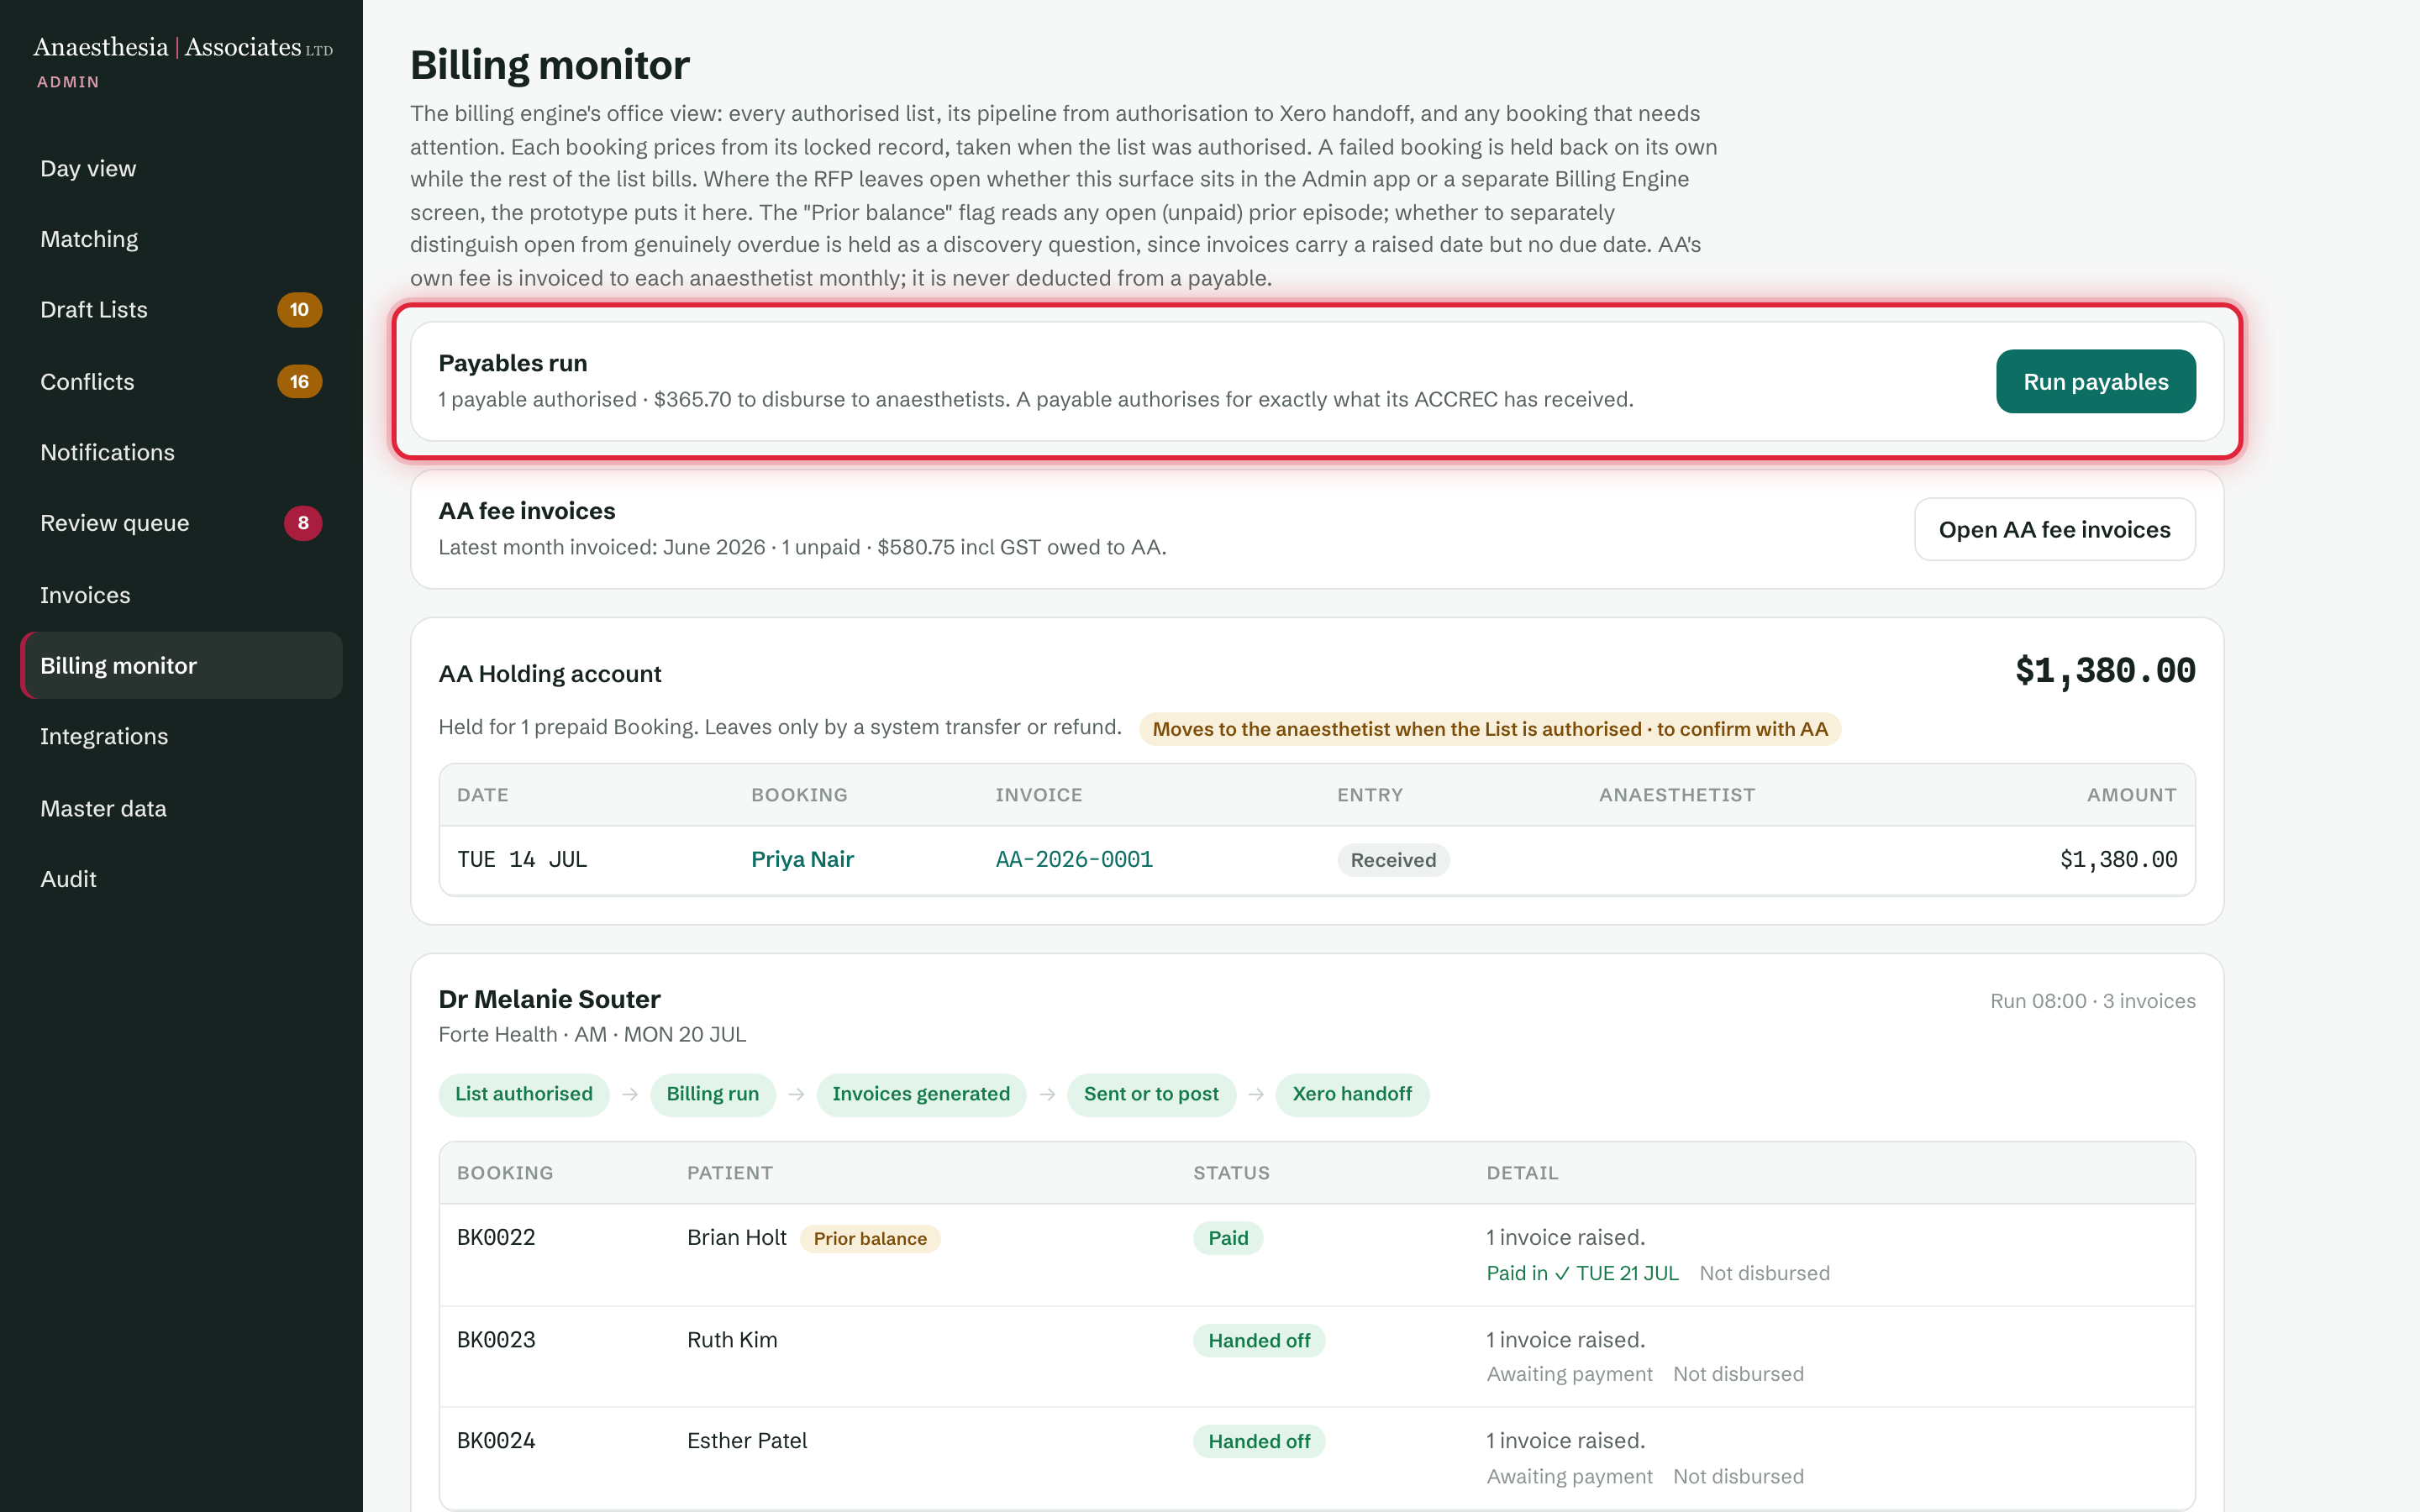 Anaesthesia | Associates LTD
ADMIN
Day view
Matching
Draft Lists 10
Conflicts 16
Notifications
Review queue 8
Invoices
Billing monitor
Integrations
Master data
Audit
Billing monitor
The billing engine's office view: every authorised list, its pipeline from authorisation to Xero handoff, and any booking that needs
attention. Each booking prices from its locked record, taken when the list was authorised. A failed booking is held back on its own
while the rest of the list bills. Where the RFP leaves open whether this surface sits in the Admin app or a separate Billing Engine
screen, the prototype puts it here. The "Prior balance" flag reads any open (unpaid) prior episode; whether to separately
distinguish open from genuinely overdue is held as a discovery question, since invoices carry a raised date but no due date. AA's
own fee is invoiced to each anaesthetist monthly; it is never deducted from a payable.
Payables run
1 payable authorised · $365.70 to disburse to anaesthetists. A payable authorises for exactly what its ACCREC has received.
Run payables
AA fee invoices
Latest month invoiced: June 2026 · 1 unpaid · $580.75 incl GST owed to AA.
Open AA fee invoices
AA Holding account $1,380.00
Held for 1 prepaid Booking. Leaves only by a system transfer or refund. Moves to the anaesthetist when the List is authorised · to confirm with AA
DATE BOOKING INVOICE ENTRY ANAESTHETIST AMOUNT
TUE 14 JUL Priya Nair AA-2026-0001 Received $1,380.00
Dr Melanie Souter Run 08:00 · 3 invoices
Forte Health · AM · MON 20 JUL
List authorised → Billing run → Invoices generated → Sent or to post → Xero handoff
BOOKING PATIENT STATUS DETAIL
BK0022 Brian Holt Prior balance Paid 1 invoice raised.
Paid in ✓ TUE 21 JUL Not disbursed
BK0023 Ruth Kim Handed off 1 invoice raised.
Awaiting payment Not disbursed
BK0024 Esther Patel Handed off 1 invoice raised.
Awaiting payment Not disbursed